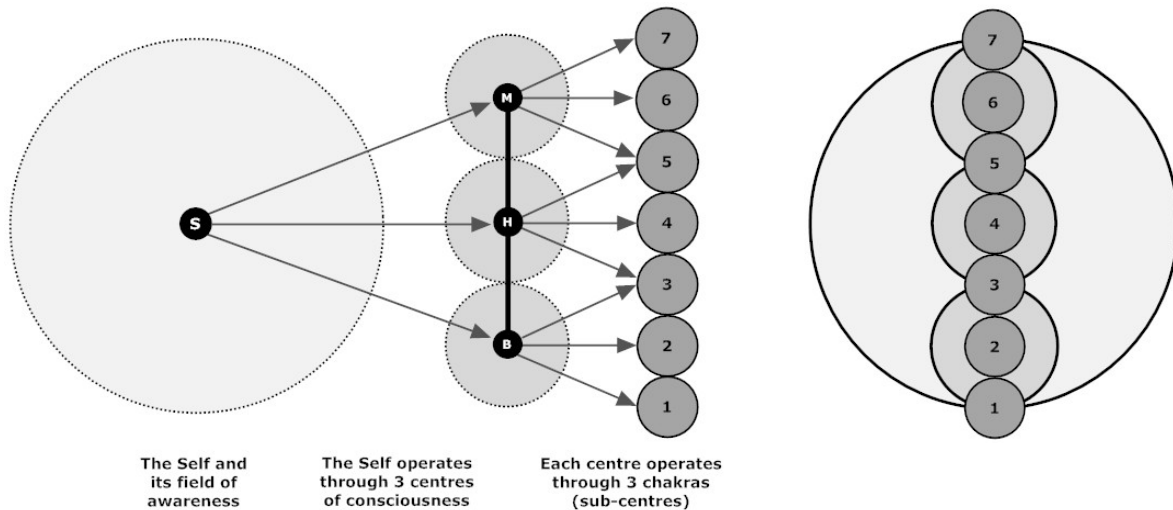 S
M
H
B
7
6
5
4
3
2
1
7
6
5
4
3
2
1
The Self and
its field of
awareness
The Self operates
through 3 centres
of consciousness
Each centre operates
through 3 chakras
(sub-centres)